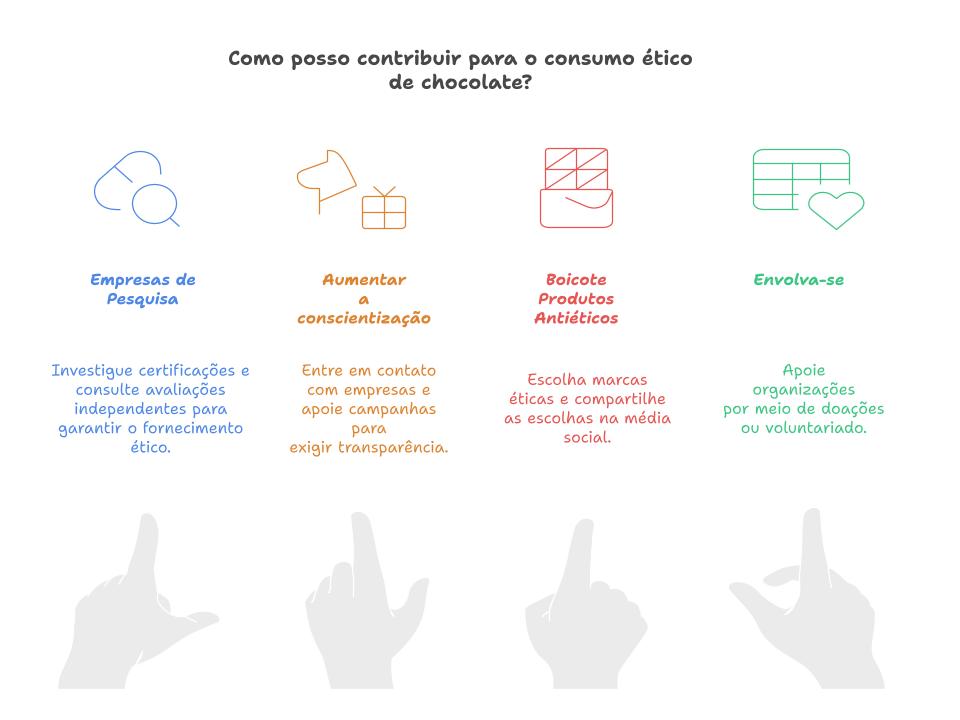 Como posso contribuir para o consumo ético
de chocolate?
Empresas de
Pesquisa
Investigue certificações e
consulte avaliações
independentes para
garantir o fornecimento
ético.
Aumentar
a
conscientização
Entre em contato
com empresas e
apoie campanhas
para
exigir transparência.
Boicote
Produtos
Antiéticos
Escolha marcas
éticas e compartilhe
as escolhas na média
social.
Envolva-se
Apoie
organizações
por meio de doações
ou voluntariado.